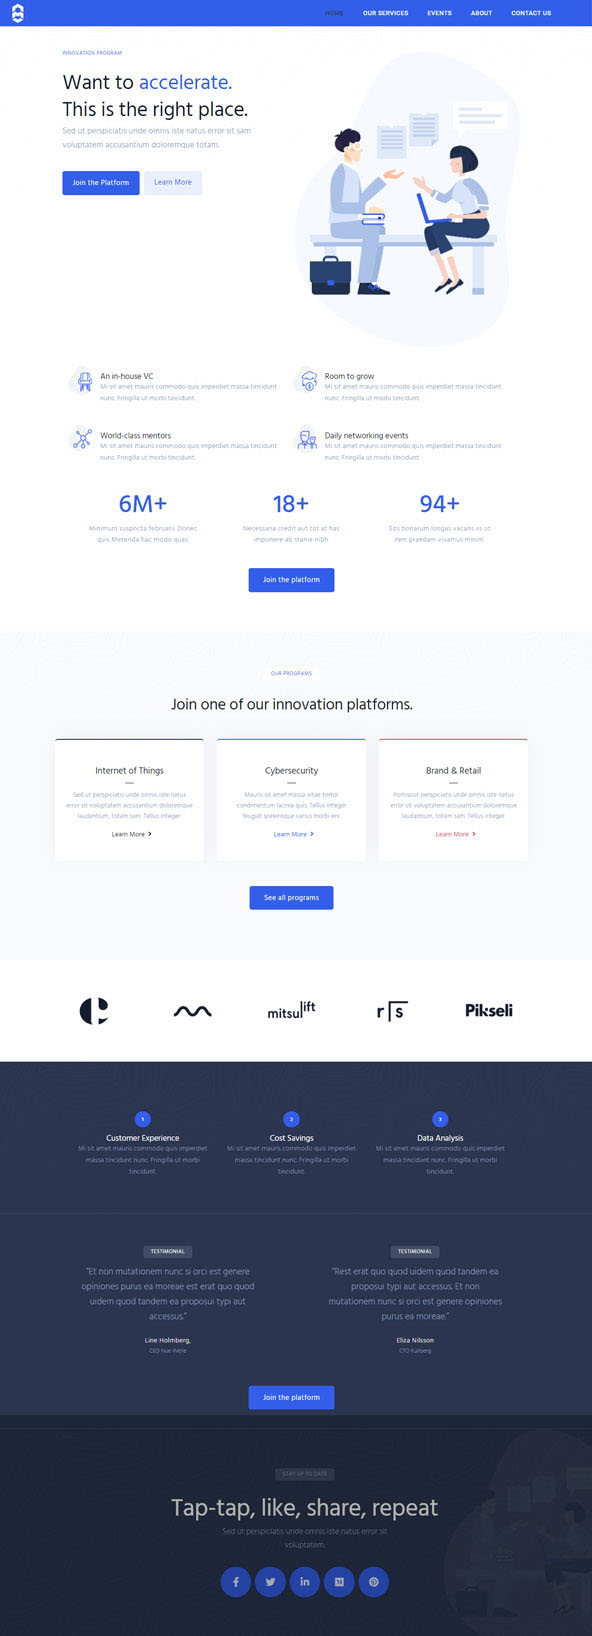 HOME OUR SERVICES EVENTS ABOUT CONTACT US
INNOVATION PROGRAM
Want to accelerate.
This is the right place.
Sed ut perspiciatis unde omnis iste natus error sit sam
voluptatem accusantium doloremque totam.
Join the Platform Learn More
An in-house VC
Mi sit amet mauris commodo quis imperdiet massa tincidunt
nunc. Fringilla ut morbi tincidunt.
Room to grow
Mi sit amet mauris commodo quis imperdiet massa tincidunt
nunc. Fringilla ut morbi tincidunt.
World-class mentors
Mi sit amet mauris commodo quis imperdiet massa tincidunt
nunc. Fringilla ut morbi tincidunt.
Daily networking events
Mi sit amet mauris commodo quis imperdiet massa tincidunt
nunc. Fringilla ut morbi tincidunt.
6M+
Minimum suspncta februarii. Donec
quis Metenda hac modo quas.
18+
Necessaria credit aut tot at hac
imponere ab stanie nibh.
94+
Eos bonarum longas vacans iis ut
rem praedam vivamus minim.
Join the platform
OUR PROGRAMS
Join one of our innovation platforms.
Internet of Things
Sed ut perspiciatis unde omnis iste natus
error sit voluptatem accusantium doloremque
laudantium, totam sam. Tellus integer.
Learn More
Cybersecurity
Mauris sit amet massa vitae tortor
condimentum lacinia quis. Tellus integer
feugiat scelerisque varius morbi eni.
Learn More
Brand & Retail
Portiscut perspiciatis unde omnis iste natus
error sit voluptatem accusantium doloremque
laudantium, totam sam. Tellus integer.
Learn More
See all programs
mitsulift
rs
Pikseli
1
Customer Experience
Mi sit amet mauris commodo quis imperdiet
massa tincidunt nunc. Fringilla ut morbi
tincidunt.
2
Cost Savings
Mi sit amet mauris commodo quis imperdiet
massa tincidunt nunc. Fringilla ut morbi
tincidunt.
3
Data Analysis
Mi sit amet mauris commodo quis imperdiet
massa tincidunt nunc. Fringilla ut morbi
tincidunt.
TESTIMONIAL
"Et non mutationem nunc si orci est genere
opiniones purus ea moreae est erat quo quod
uidem quod tandem ea proposui typi aut
accessus."
Line Holmberg,
CEO Nue Weile
TESTIMONIAL
"Rest erat quo quod uidem quod tandem ea
proposui typi aut accessus. Et non
mutationem nunc si orci est genere opiniones
purus ea moreae."
Eliza Nilsson
CTO Kullberg
Join the platform
STAY UP TO DATE
Tap-tap, like, share, repeat
Sed ut perspiciatis unde omnis iste natus error sit
voluptatem.